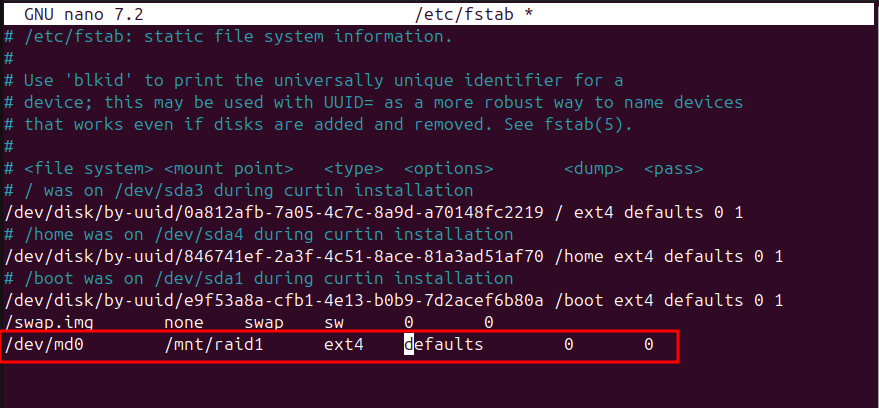 GNU nano 7.2 /etc/fstab *
# /etc/fstab: static file system information.
#
# Use 'blkid' to print the universally unique identifier for a
# device; this may be used with UUID= as a more robust way to name devices
# that works even if disks are added and removed. See fstab(5).
#
# <file system> <mount point> <type> <options> <dump> <pass>
# / was on /dev/sda3 during curtin installation
/dev/disk/by-uuid/0a812afb-7a05-4c7c-8a9d-a70148fc2219 / ext4 defaults 0 1
# /home was on /dev/sda4 during curtin installation
/dev/disk/by-uuid/846741ef-2a3f-4c51-8ace-81a3ad51af70 /home ext4 defaults 0 1
# /boot was on /dev/sda1 during curtin installation
/dev/disk/by-uuid/e9f53a8a-cfb1-4e13-b0b9-7d2acef6b80a /boot ext4 defaults 0 1
/swap.img none swap sw 0 0
/dev/md0 /mnt/raid1 ext4 defaults 0 0